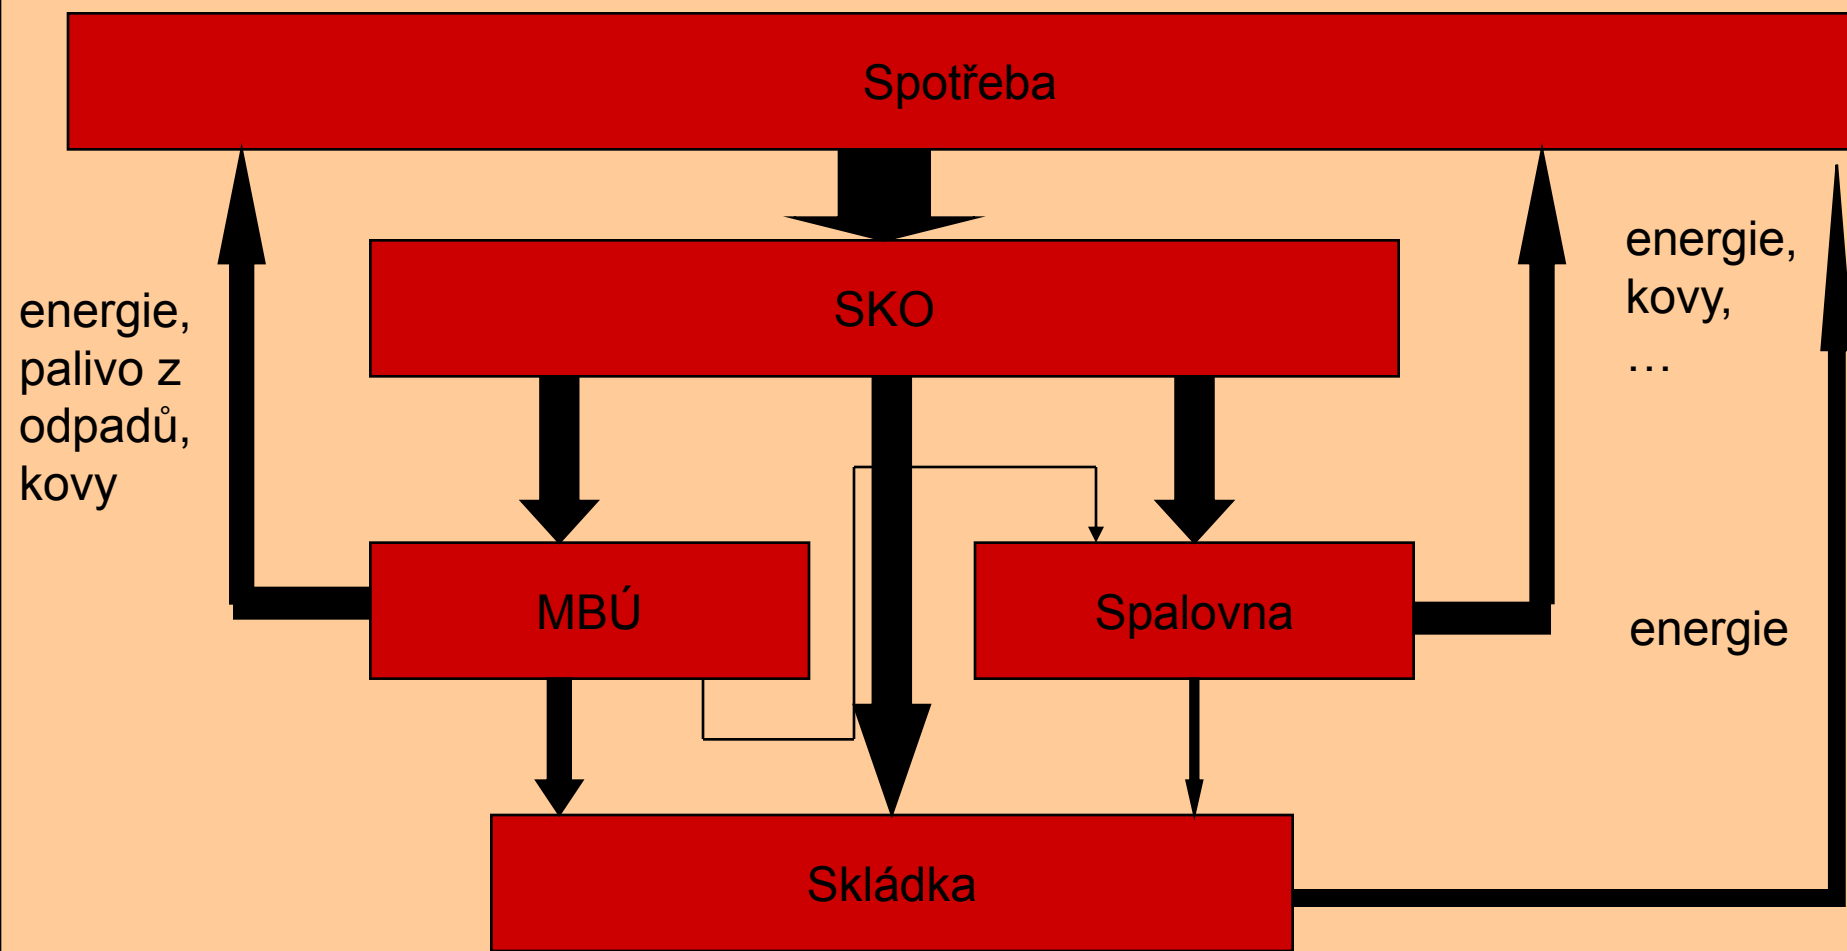 Spotřeba
SKO
energie,
palivo z
odpadů,
kovy
energie,
kovy,
…
MBÚ
Spalovna
energie
Skládka